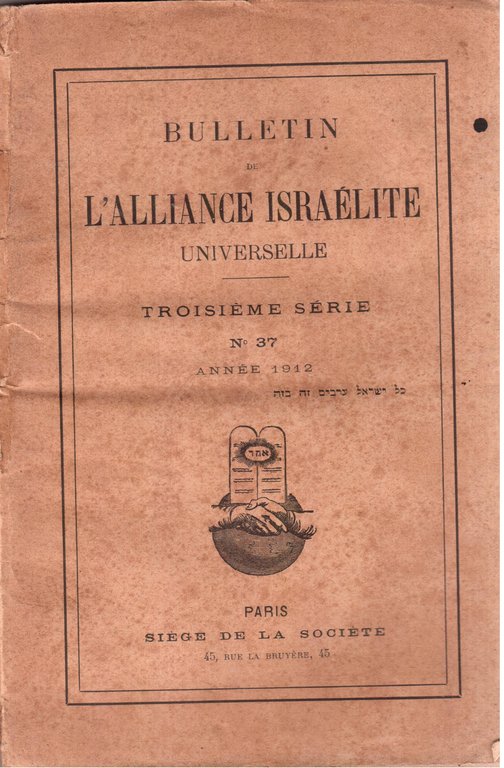 BULLETIN
DE
L'ALLIANCE ISRAÉLITE
UNIVERSELLE
TROISIÈME SÉRIE
Nº 37
ANNÉE 1912
כל ישראל ערבים זה בזה
PARIS
SIÈGE DE LA SOCIÉTÉ
45, RUE LA BRUYÈRE, 45